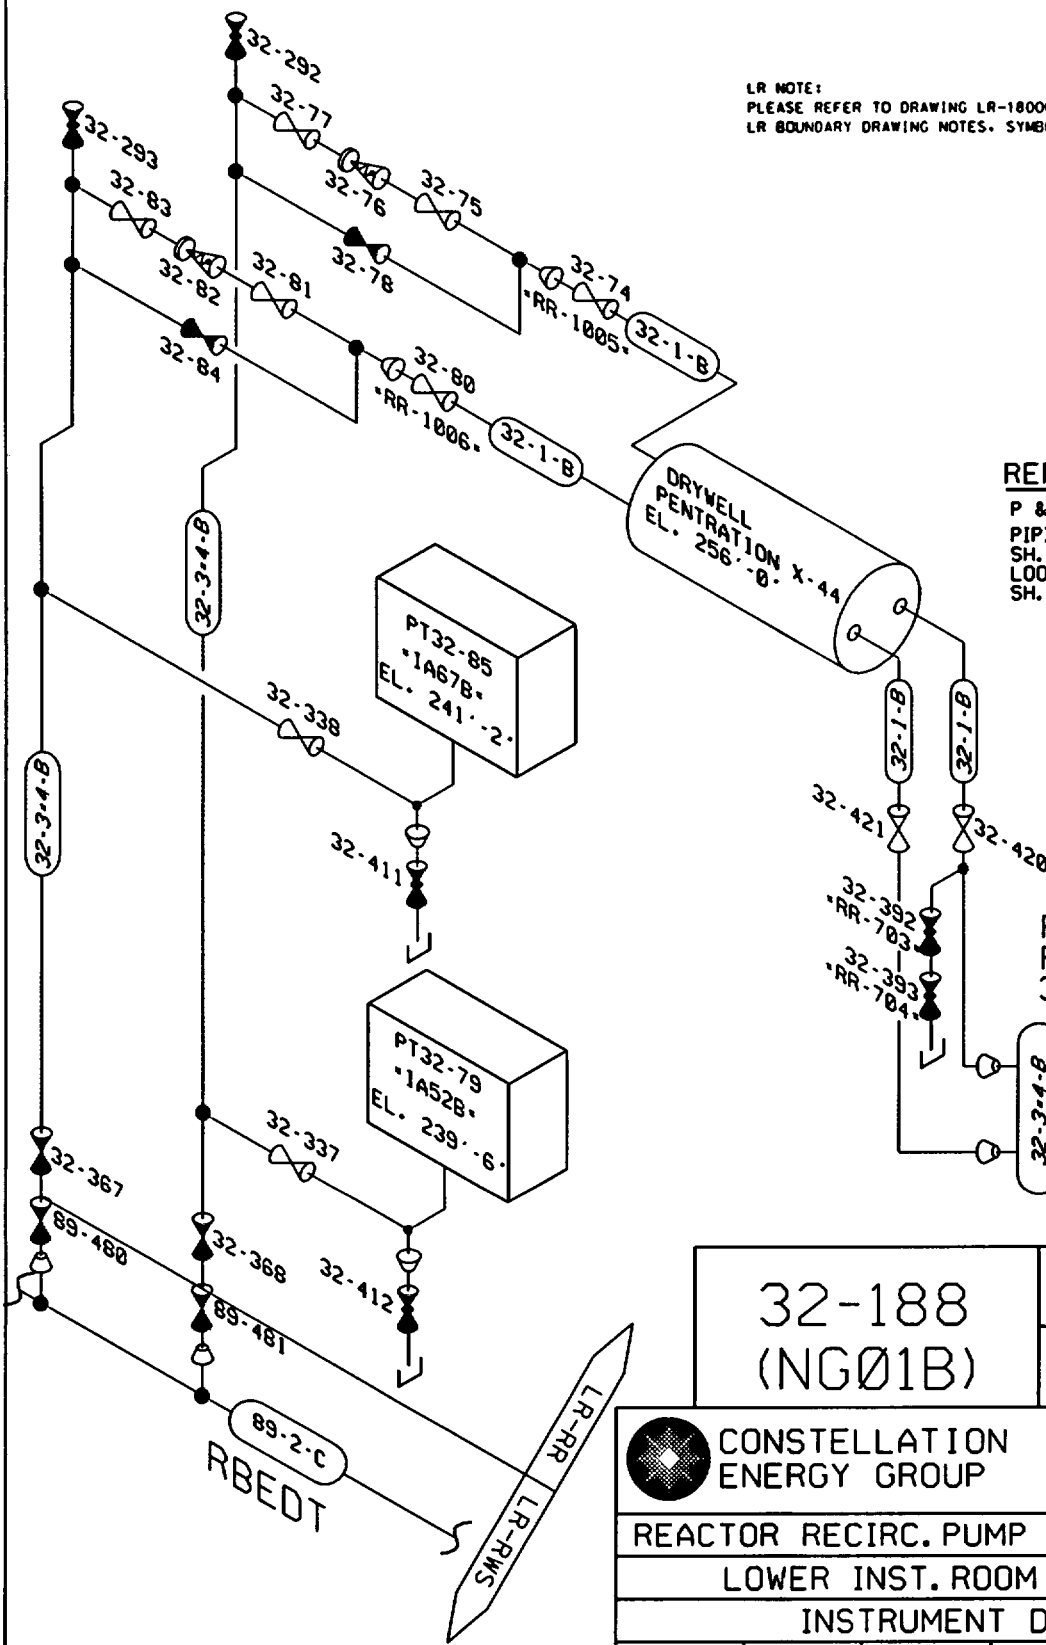 32-292
LR NOTE:
PLEASE REFER TO DRAWING LR-1800
LR BOUNDARY DRAWING NOTES. SYMB
32-77
32-293
32-76
32-75
32-83
32-78
32-74
"RR-1005"
32-1-B
32-82
32-81
32-84
32-80
"RR-1006"
32-1-B
DRYWELL
PENTRATION X-44
EL. 256'-0"
P &
PIP
SH.
LOO
SH.
32-3-4-B
PT32-85
"IA67B"
EL. 241'-2"
32-338
32-1-B
32-1-B
32-3-4-B
32-421
32-420
32-411
32-392
"RR-703"
32-393
"RR-704"
PT32-79
"IA52B"
EL. 239'-6"
32-3-4-B
32-337
32-367
89-480
32-368
32-412
89-481
32-188
(NG01B)
89-2-C
RBEDT
LR-RR
LR-RWS
CONSTELLATION
ENERGY GROUP
REACTOR RECIRC. PUMP
LOWER INST. ROOM
INSTRUMENT D